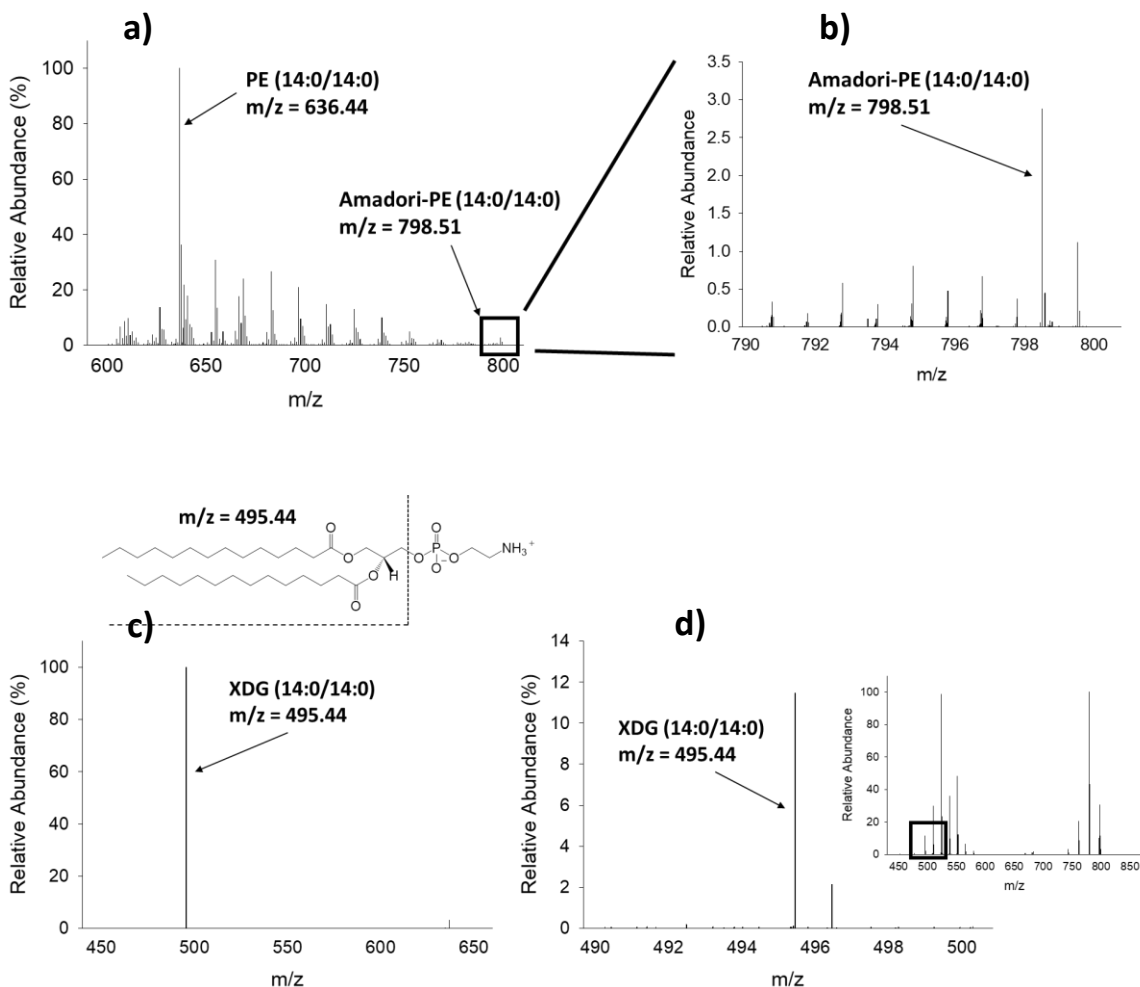 a)
PE (14:0/14:0)
m/z = 636.44
Amadori-PE (14:0/14:0)
m/z = 798.51
Relative Abundance (%)
100
80
60
40
20
0
600
650
700
750
800
m/z
b)
Amadori-PE (14:0/14:0)
m/z = 798.51
Relative Abundance
3.5
3.0
2.5
2.0
1.5
1.0
0.5
0.0
790
792
794
796
798
800
m/z
m/z = 495.44
O
O
O
H
O
O
O
P
O
O
−
NH3+
c)
XDG (14:0/14:0)
m/z = 495.44
Relative Abundance (%)
100
80
60
40
20
0
450
500
550
600
650
m/z
d)
XDG (14:0/14:0)
m/z = 495.44
Relative Abundance (%)
14
12
10
8
6
4
2
0
490
492
494
496
498
500
m/z
Relative Abundance
100
80
60
40
20
0
450
500
550
600
650
700
750
800
850
m/z